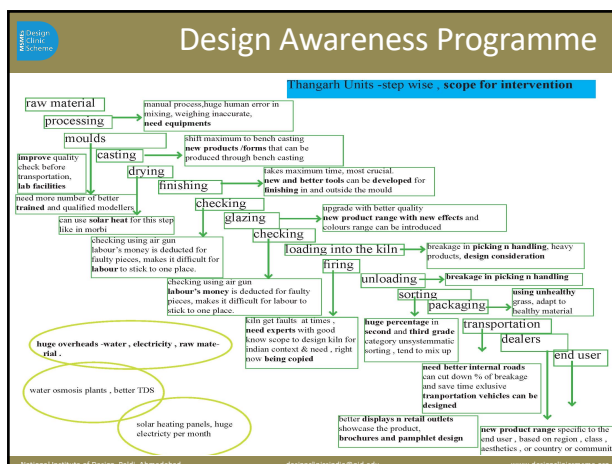 MSMEs
Design
Clinic
Scheme
Design Awareness Programme
Thangarh Units -step wise , scope for intervention
raw material
processing
manual process,huge human error in
mixing, weighing inaccurate,
need equipments
moulds
casting
shift maximum to bench casting
new products /forms that can be
produced through bench casting
improve quality
check before
transportation,
lab facilities
drying
finishing
takes maximum time, most crucial.
new and better tools can be developed for
finishing in and outside the mould
need more number of better
trained and qualified modellers
checking
glazing
upgrade with better quality
new product range with new effects and
colours range can be introduced
can use solar heat for this step
like in morbi
checking
checking using air gun
labour's money is deducted for
faulty pieces, makes it difficult for
labour to stick to one place.
loading into the kiln
breakage in picking n handling, heavy
products, design consideration
firing
unloading
breakage in picking n handling
checking using air gun
labour's money is deducted for faulty
pieces, makes it difficult for labour to
stick to one place.
sorting
packaging
using unhealthy
grass, adapt to
healthy material
kiln get faults at times ,
need experts with good
know scope to design kiln for
indian context & need , right
now being copied
huge percentage in
second and third grade
category unsystemmatic
sorting , tend to mix up
transportation
dealers
end user
huge overheads -water , electricity , raw mate-
rial .
need better internal roads
can cut down % of breakage
and save time exlusive
tranportation vehicles can be
designed
water osmosis plants , better TDS
solar heating panels, huge
electricty per month
better displays n retail outlets
showcase the product,
brochures and pamphlet design
new product range specific to the
end user , based on region , class ,
aesthetics , or country or communit